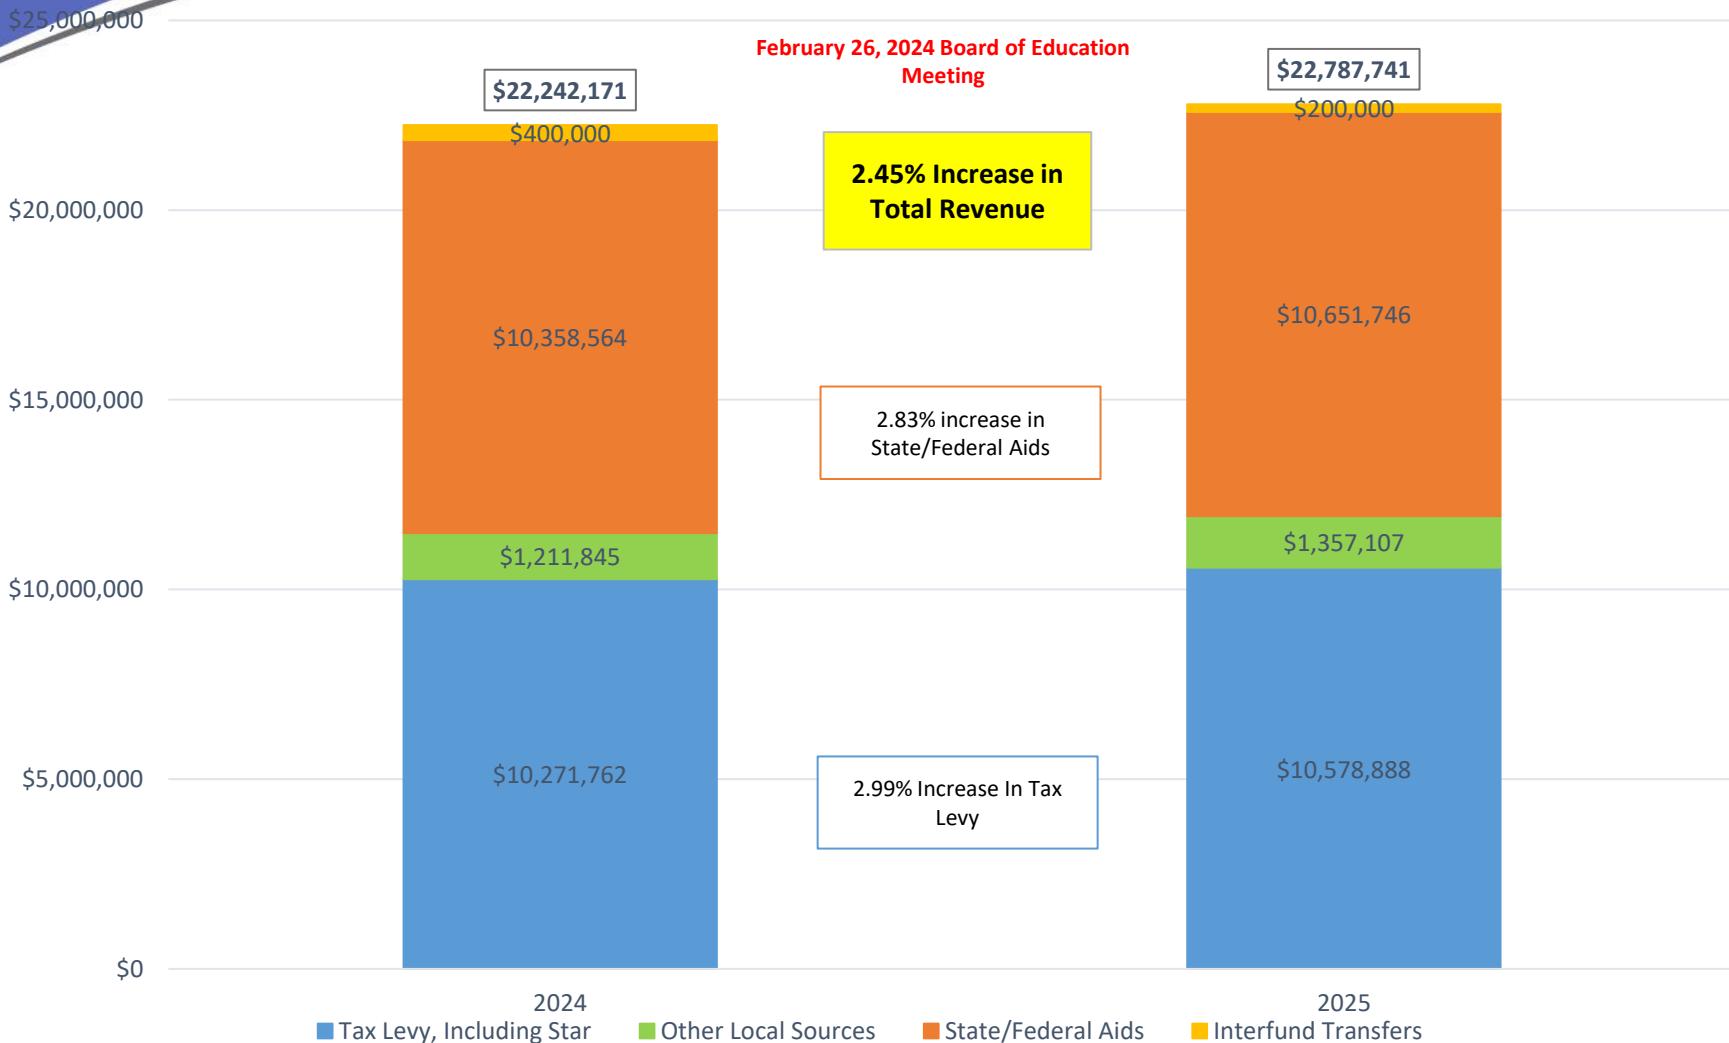 $25,000,000
February 26, 2024 Board of Education
Meeting
$22,242,171
$22,787,741
$400,000
$200,000
2.45% Increase in
Total Revenue
$20,000,000
$10,358,564
$10,651,746
$15,000,000
2.83% increase in
State/Federal Aids
$1,211,845
$1,357,107
$10,000,000
$5,000,000
$10,271,762
$10,578,888
2.99% Increase In Tax
Levy
$0
2024
2025
Tax Levy, Including Star
Other Local Sources
State/Federal Aids
Interfund Transfers